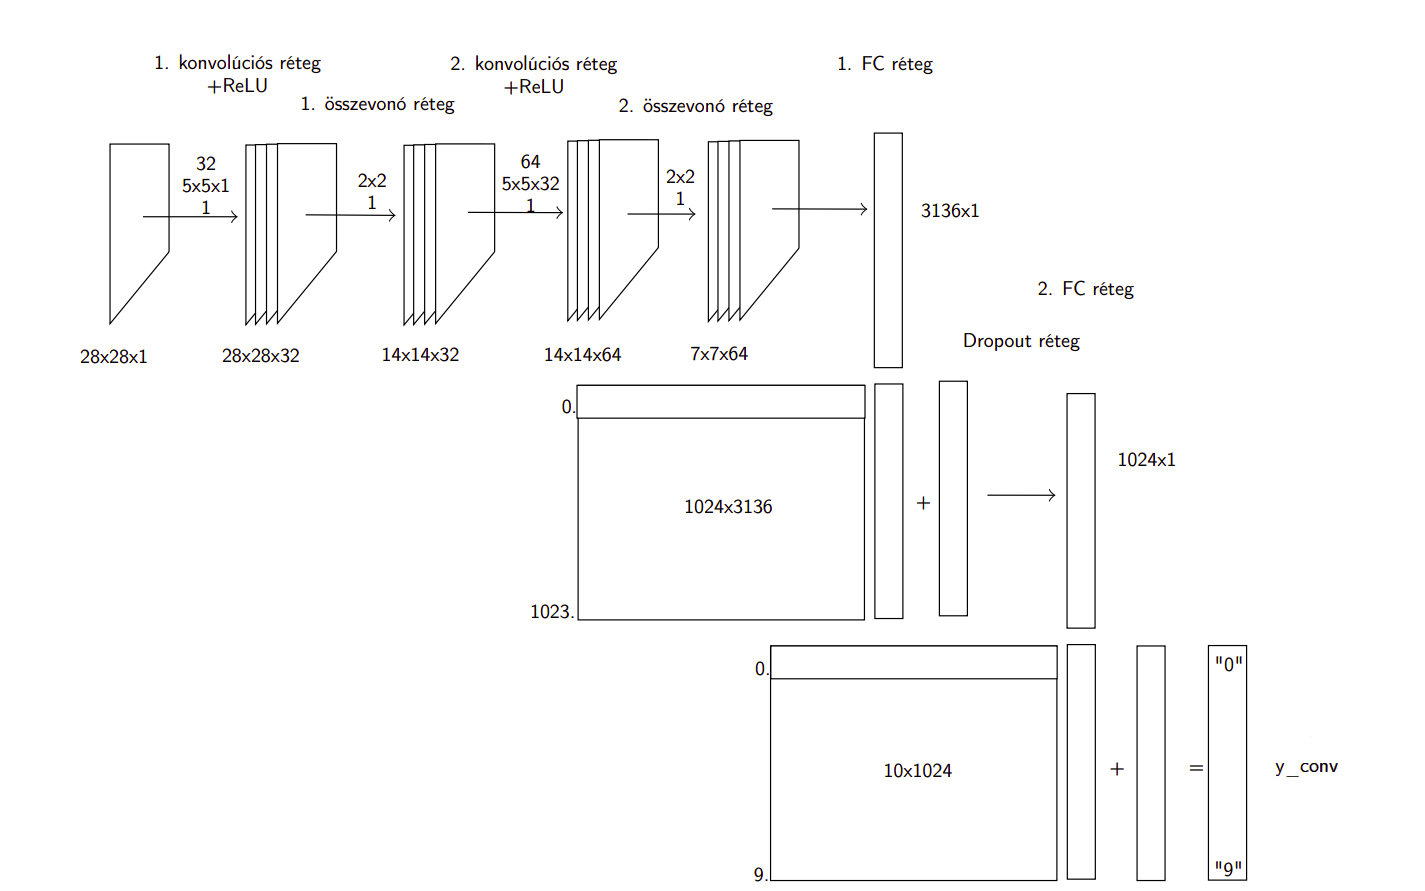 1. konvolúciós réteg
+ReLU
1. összevonó réteg
2. konvolúciós réteg
+ReLU
2. összevonó réteg
1. FC réteg
32
5x5x1
1
2x2
1
64
5x5x32
1
2x2
1
3136x1
28x28x1
28x28x32
14x14x32
14x14x64
7x7x64
2. FC réteg
Dropout réteg
0.
1024x3136
1023.
+
1024x1
0.
10x1024
9.
+
=
"0"
"9"
y_conv